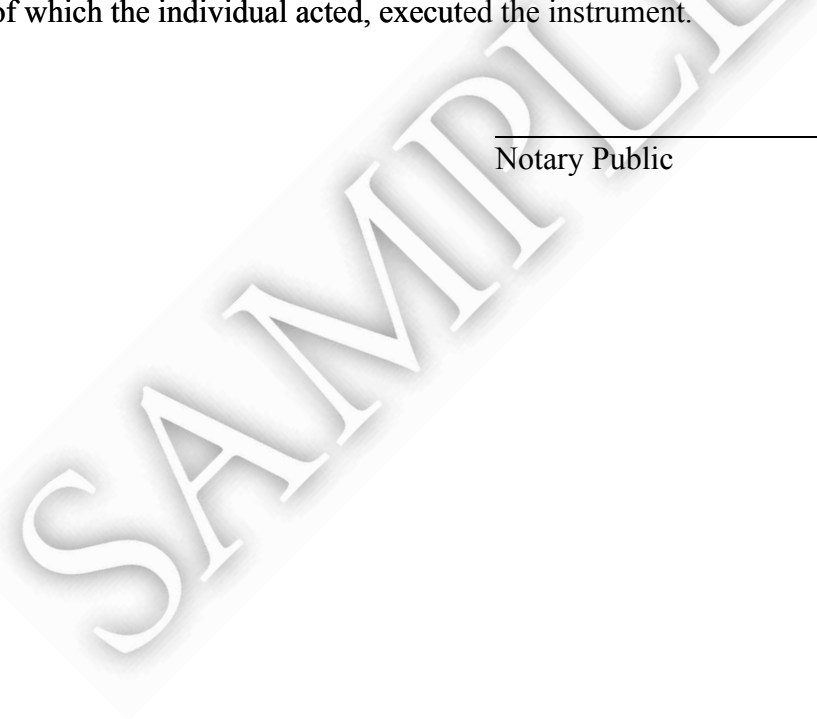 of which the individual acted, executed the instrument.
Notary Public
SAMPLE